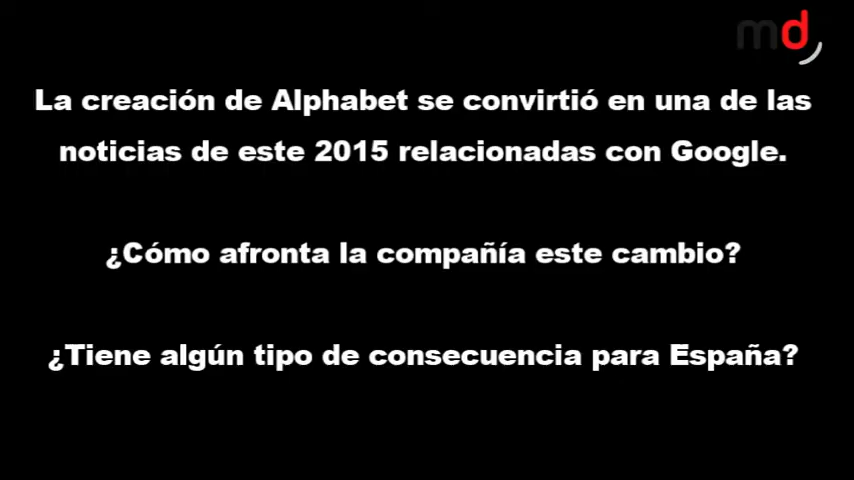 md
La creación de Alphabet se convirtió en una de las
noticias de este 2015 relacionadas con Google.
¿Cómo afronta la compañía este cambio?
¿Tiene algún tipo de consecuencia para España?